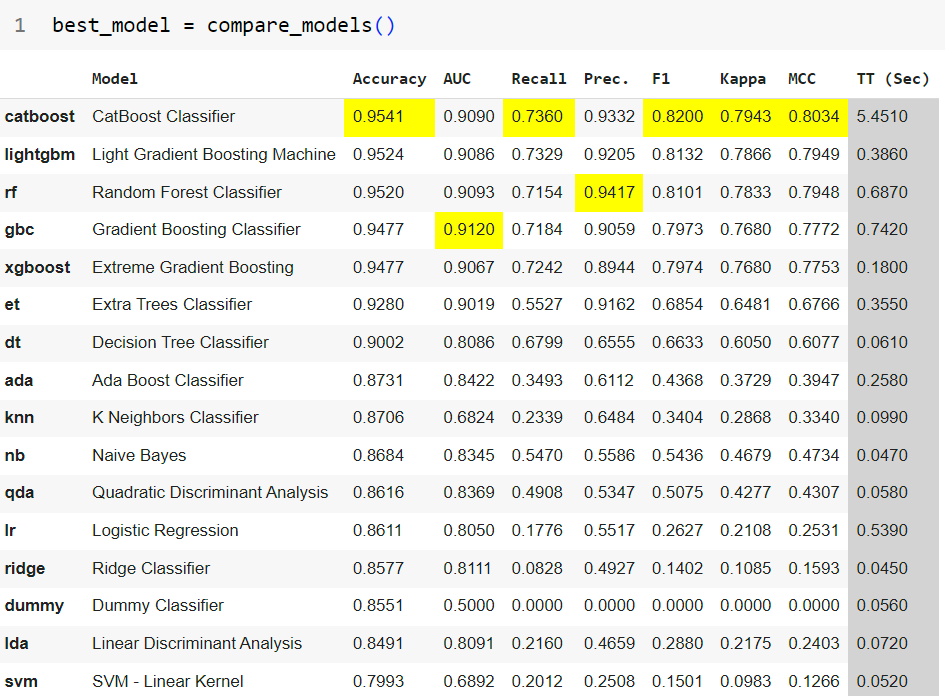 1 best_model = compare_models()
Model Accuracy AUC Recall Prec. F1 Kappa MCC TT (Sec)
catboost CatBoost Classifier 0.9541 0.9090 0.7360 0.9332 0.8200 0.7943 0.8034 5.4510
lightgbm Light Gradient Boosting Machine 0.9524 0.9086 0.7329 0.9205 0.8132 0.7866 0.7949 0.3860
rf Random Forest Classifier 0.9520 0.9093 0.7154 0.9417 0.8101 0.7833 0.7948 0.6870
gbc Gradient Boosting Classifier 0.9477 0.9120 0.7184 0.9059 0.7973 0.7680 0.7772 0.7420
xgboost Extreme Gradient Boosting 0.9477 0.9067 0.7242 0.8944 0.7974 0.7680 0.7753 0.1800
et Extra Trees Classifier 0.9280 0.9019 0.5527 0.9162 0.6854 0.6481 0.6766 0.3550
dt Decision Tree Classifier 0.9002 0.8086 0.6799 0.6555 0.6633 0.6050 0.6077 0.0610
ada Ada Boost Classifier 0.8731 0.8422 0.3493 0.6112 0.4368 0.3729 0.3947 0.2580
knn K Neighbors Classifier 0.8706 0.6824 0.2339 0.6484 0.3404 0.2868 0.3340 0.0990
nb Naive Bayes 0.8684 0.8345 0.5470 0.5586 0.5436 0.4679 0.4734 0.0470
qda Quadratic Discriminant Analysis 0.8616 0.8369 0.4908 0.5347 0.5075 0.4277 0.4307 0.0580
lr Logistic Regression 0.8611 0.8050 0.1776 0.5517 0.2627 0.2108 0.2531 0.5390
ridge Ridge Classifier 0.8577 0.8111 0.0828 0.4927 0.1402 0.1085 0.1593 0.0450
dummy Dummy Classifier 0.8551 0.5000 0.0000 0.0000 0.0000 0.0000 0.0000 0.0560
lda Linear Discriminant Analysis 0.8491 0.8091 0.2160 0.4659 0.2880 0.2175 0.2403 0.0720
svm SVM - Linear Kernel 0.7993 0.6892 0.2012 0.2508 0.1501 0.0983 0.1266 0.0520